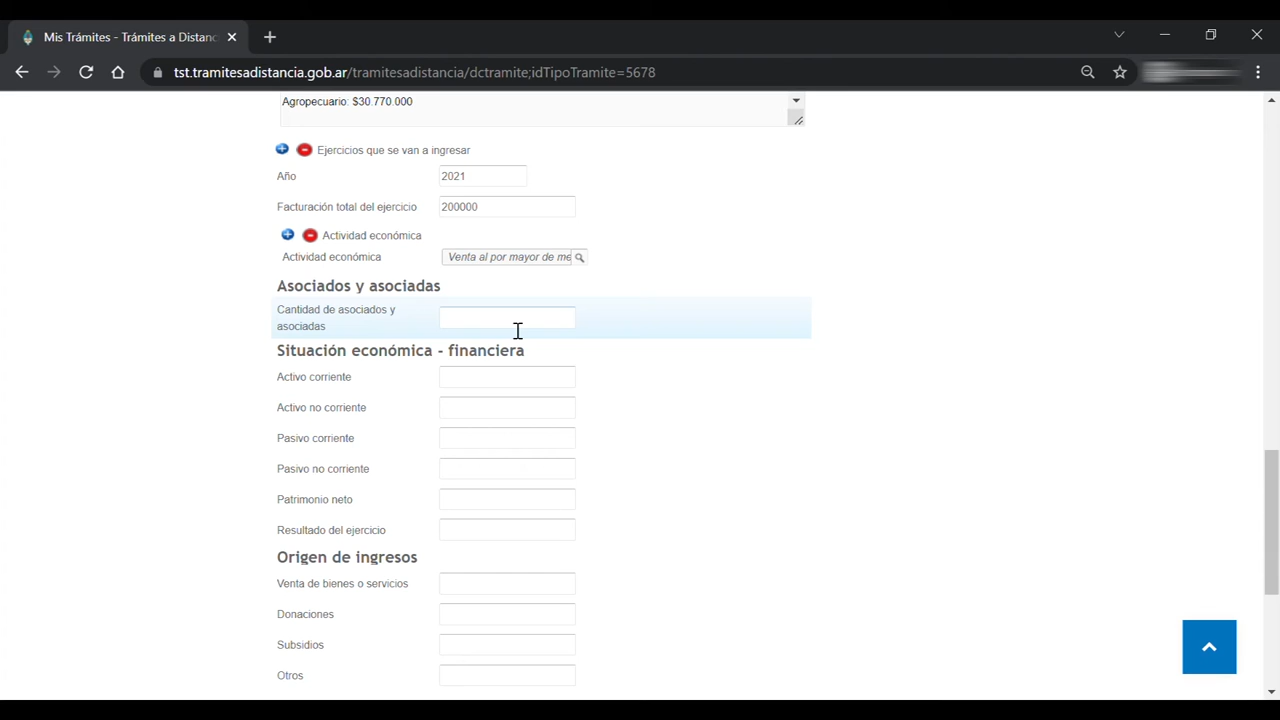 Mis Trámites - Trámites a Distanc
tst.tramitesadistancia.gob.ar/tramitesadistancia/dctramite;idTipoTramite=5678
Agropecuario: $30.770.000
Ejercicios que se van a ingresar
Año 2021
Facturación total del ejercicio 200000
Actividad económica
Actividad económica Venta al por mayor de me
Asociados y asociadas
Cantidad de asociados y
asociadas
Situación económica - financiera
Activo corriente
Activo no corriente
Pasivo corriente
Pasivo no corriente
Patrimonio neto
Resultado del ejercicio
Origen de ingresos
Venta de bienes o servicios
Donaciones
Subsidios
Otros